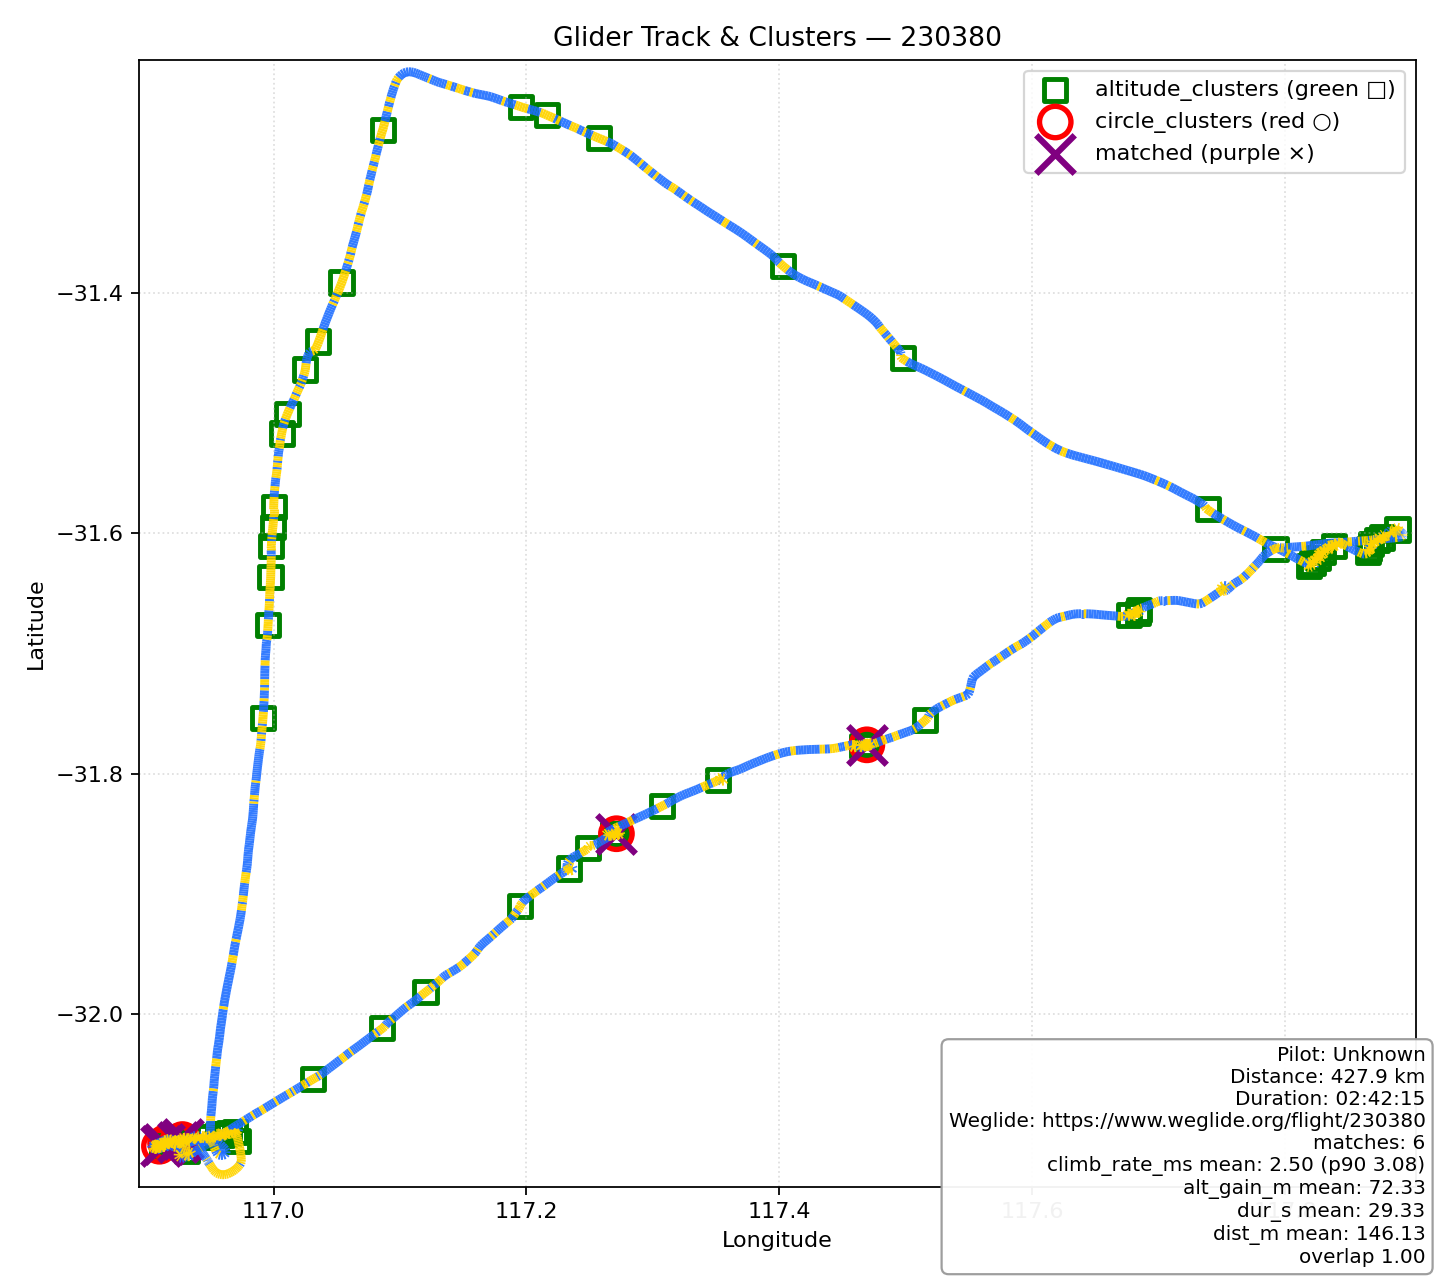 Glider Track & Clusters — 230380
altitude_clusters (green □)
circle_clusters (red ○)
matched (purple ×)
−31.4
−31.6
−31.8
−32.0
Latitude
117.0
117.2
117.4
117.6
Longitude
Pilot: Unknown
Distance: 427.9 km
Duration: 02:42:15
Weglide: https://www.weglide.org/flight/230380
matches: 6
climb_rate_ms mean: 2.50 (p90 3.08)
alt_gain_m mean: 72.33
dur_s mean: 29.33
dist_m mean: 146.13
overlap 1.00